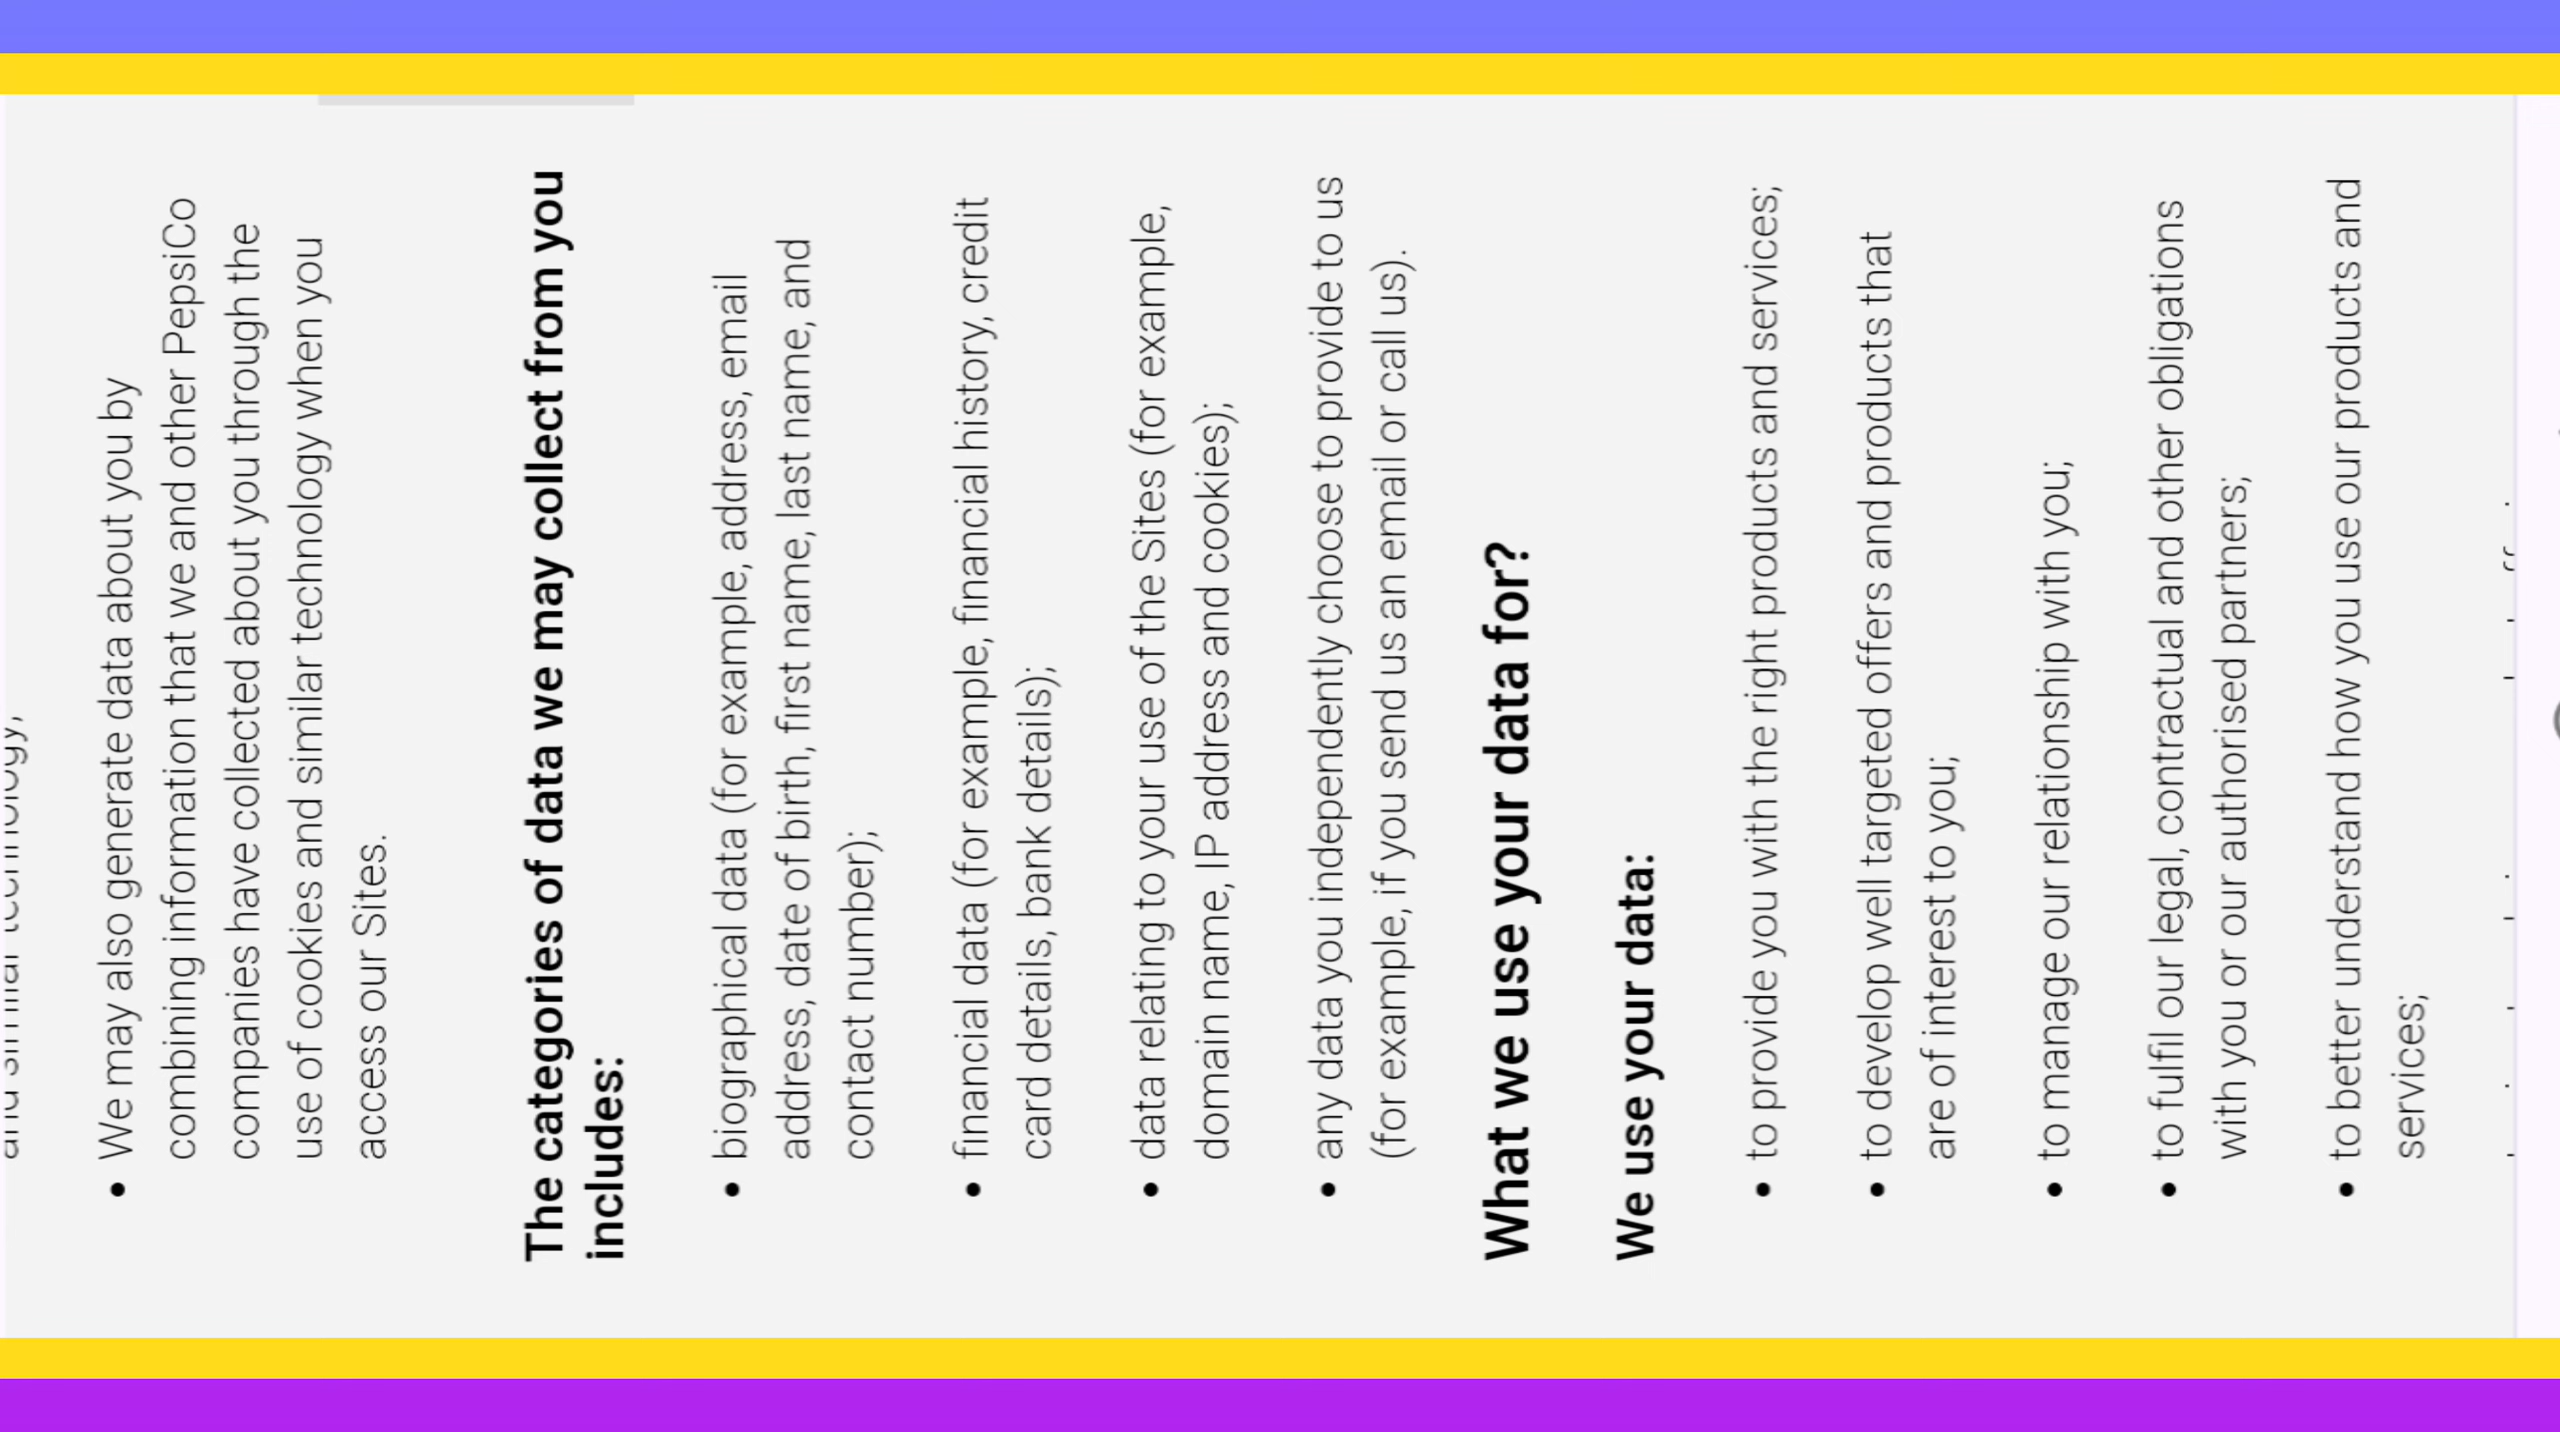 and similar technology,
• We may also generate data about you by
combining information that we and other PepsiCo
companies have collected about you through the
use of cookies and similar technology when you
access our Sites.
The categories of data we may collect from you
includes:
• biographical data (for example, address, email
address, date of birth, first name, last name, and
contact number);
• financial data (for example, financial history, credit
card details, bank details);
• data relating to your use of the Sites (for example,
domain name, IP address and cookies);
• any data you independently choose to provide to us
(for example, if you send us an email or call us).
What we use your data for?
We use your data:
• to provide you with the right products and services;
• to develop well targeted offers and products that
are of interest to you;
• to manage our relationship with you;
• to fulfil our legal, contractual and other obligations
with you or our authorised partners;
• to better understand how you use our products and
services;